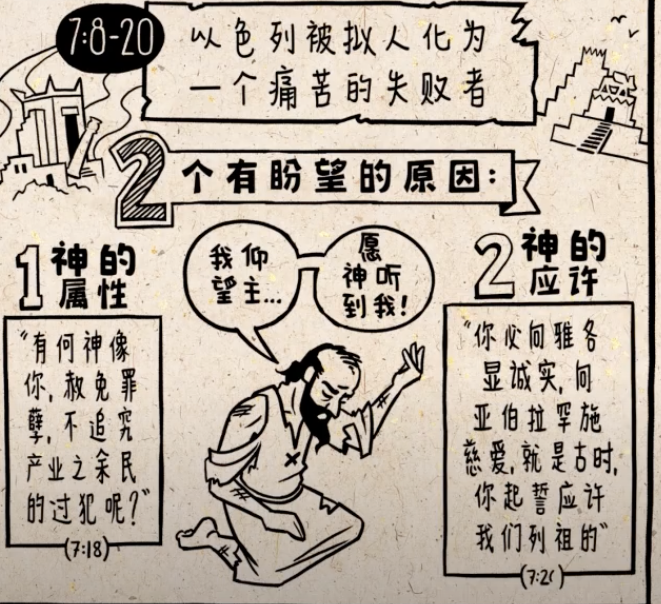 7:8-20
以色列被拟人化为
一个痛苦的失败者
2个有盼望的原因:
1 神的
属性
"有何神像
你,赦免罪
孽,不追究
产业之余民
的过犯呢?"
(7:18)
我仰
望主...
愿
神听
到我!
2 神的
应许
"你必向雅各
显诚实,向
亚伯拉罕施
慈爱,就是古时,
你起誓应许
我们列祖的"